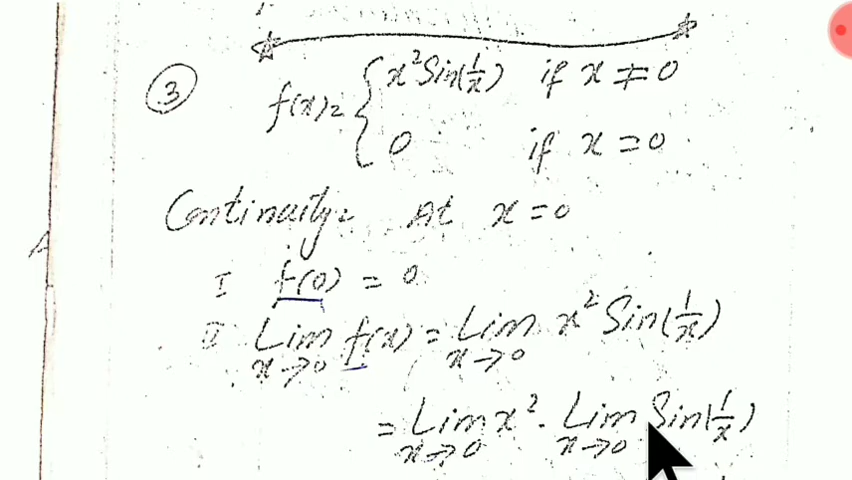 ③
f(x)= { x² Sin(1/x) if x ≠ 0
0 if x = 0
Continuity:- At x = 0
I f(0) = 0
II Lim x→0 f(x) = Lim x→0 x² Sin(1/x)
= Lim x→0 x² · Lim x→0 Sin(1/x)